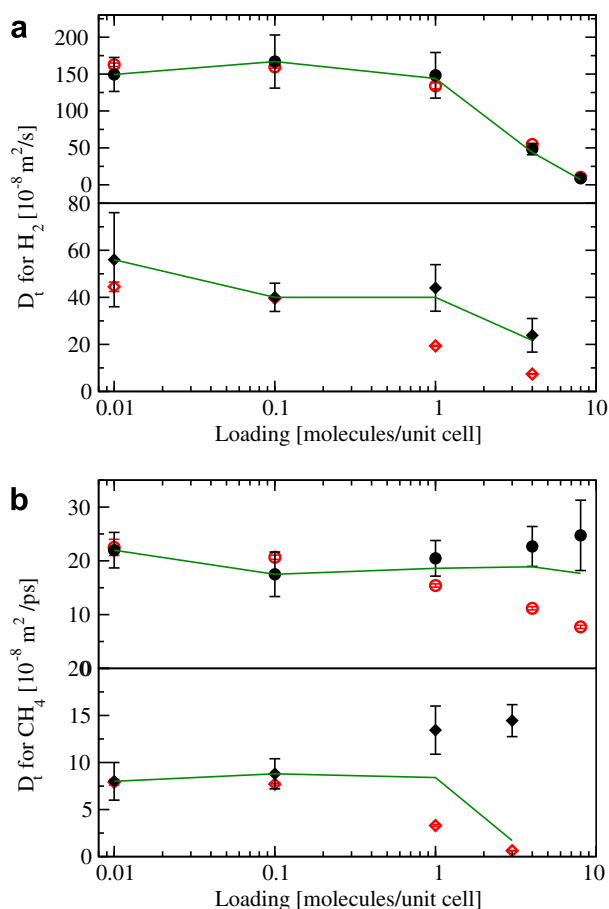 a
200
150
100
50
0
80
60
40
20
0
D_t for H_2 [10^-8 m^2/s]
0.01 0.1 1 10
Loading [molecules/unit cell]
b
30
20
10
0
20
15
10
5
0
D_t for CH_4 [10^-8 m^2/ps]
0.01 0.1 1 10
Loading [molecules/unit cell]